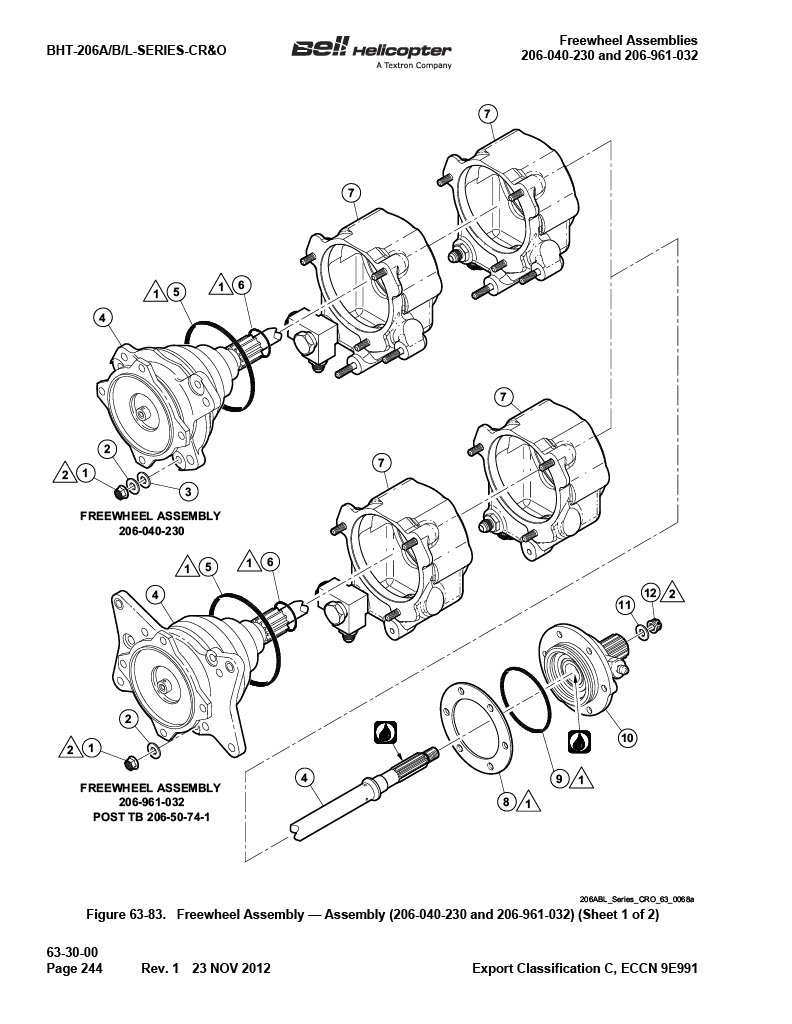 BHT-206A/B/L-SERIES-CR&O
Bell Helicopter
A Textron Company
Freewheel Assemblies
206-040-230 and 206-961-032
7
7
1 5
1 6
4
2
2 1
3
FREEWHEEL ASSEMBLY
206-040-230
7
7
1 5
1 6
4
12 2
11
2
2 1
10
9 1
8 1
4
FREEWHEEL ASSEMBLY
206-961-032
POST TB 206-50-74-1
206ABL_Series_CRO_63_0068a
Figure 63-83. Freewheel Assembly — Assembly (206-040-230 and 206-961-032) (Sheet 1 of 2)
63-30-00
Page 244 Rev. 1 23 NOV 2012
Export Classification C, ECCN 9E991